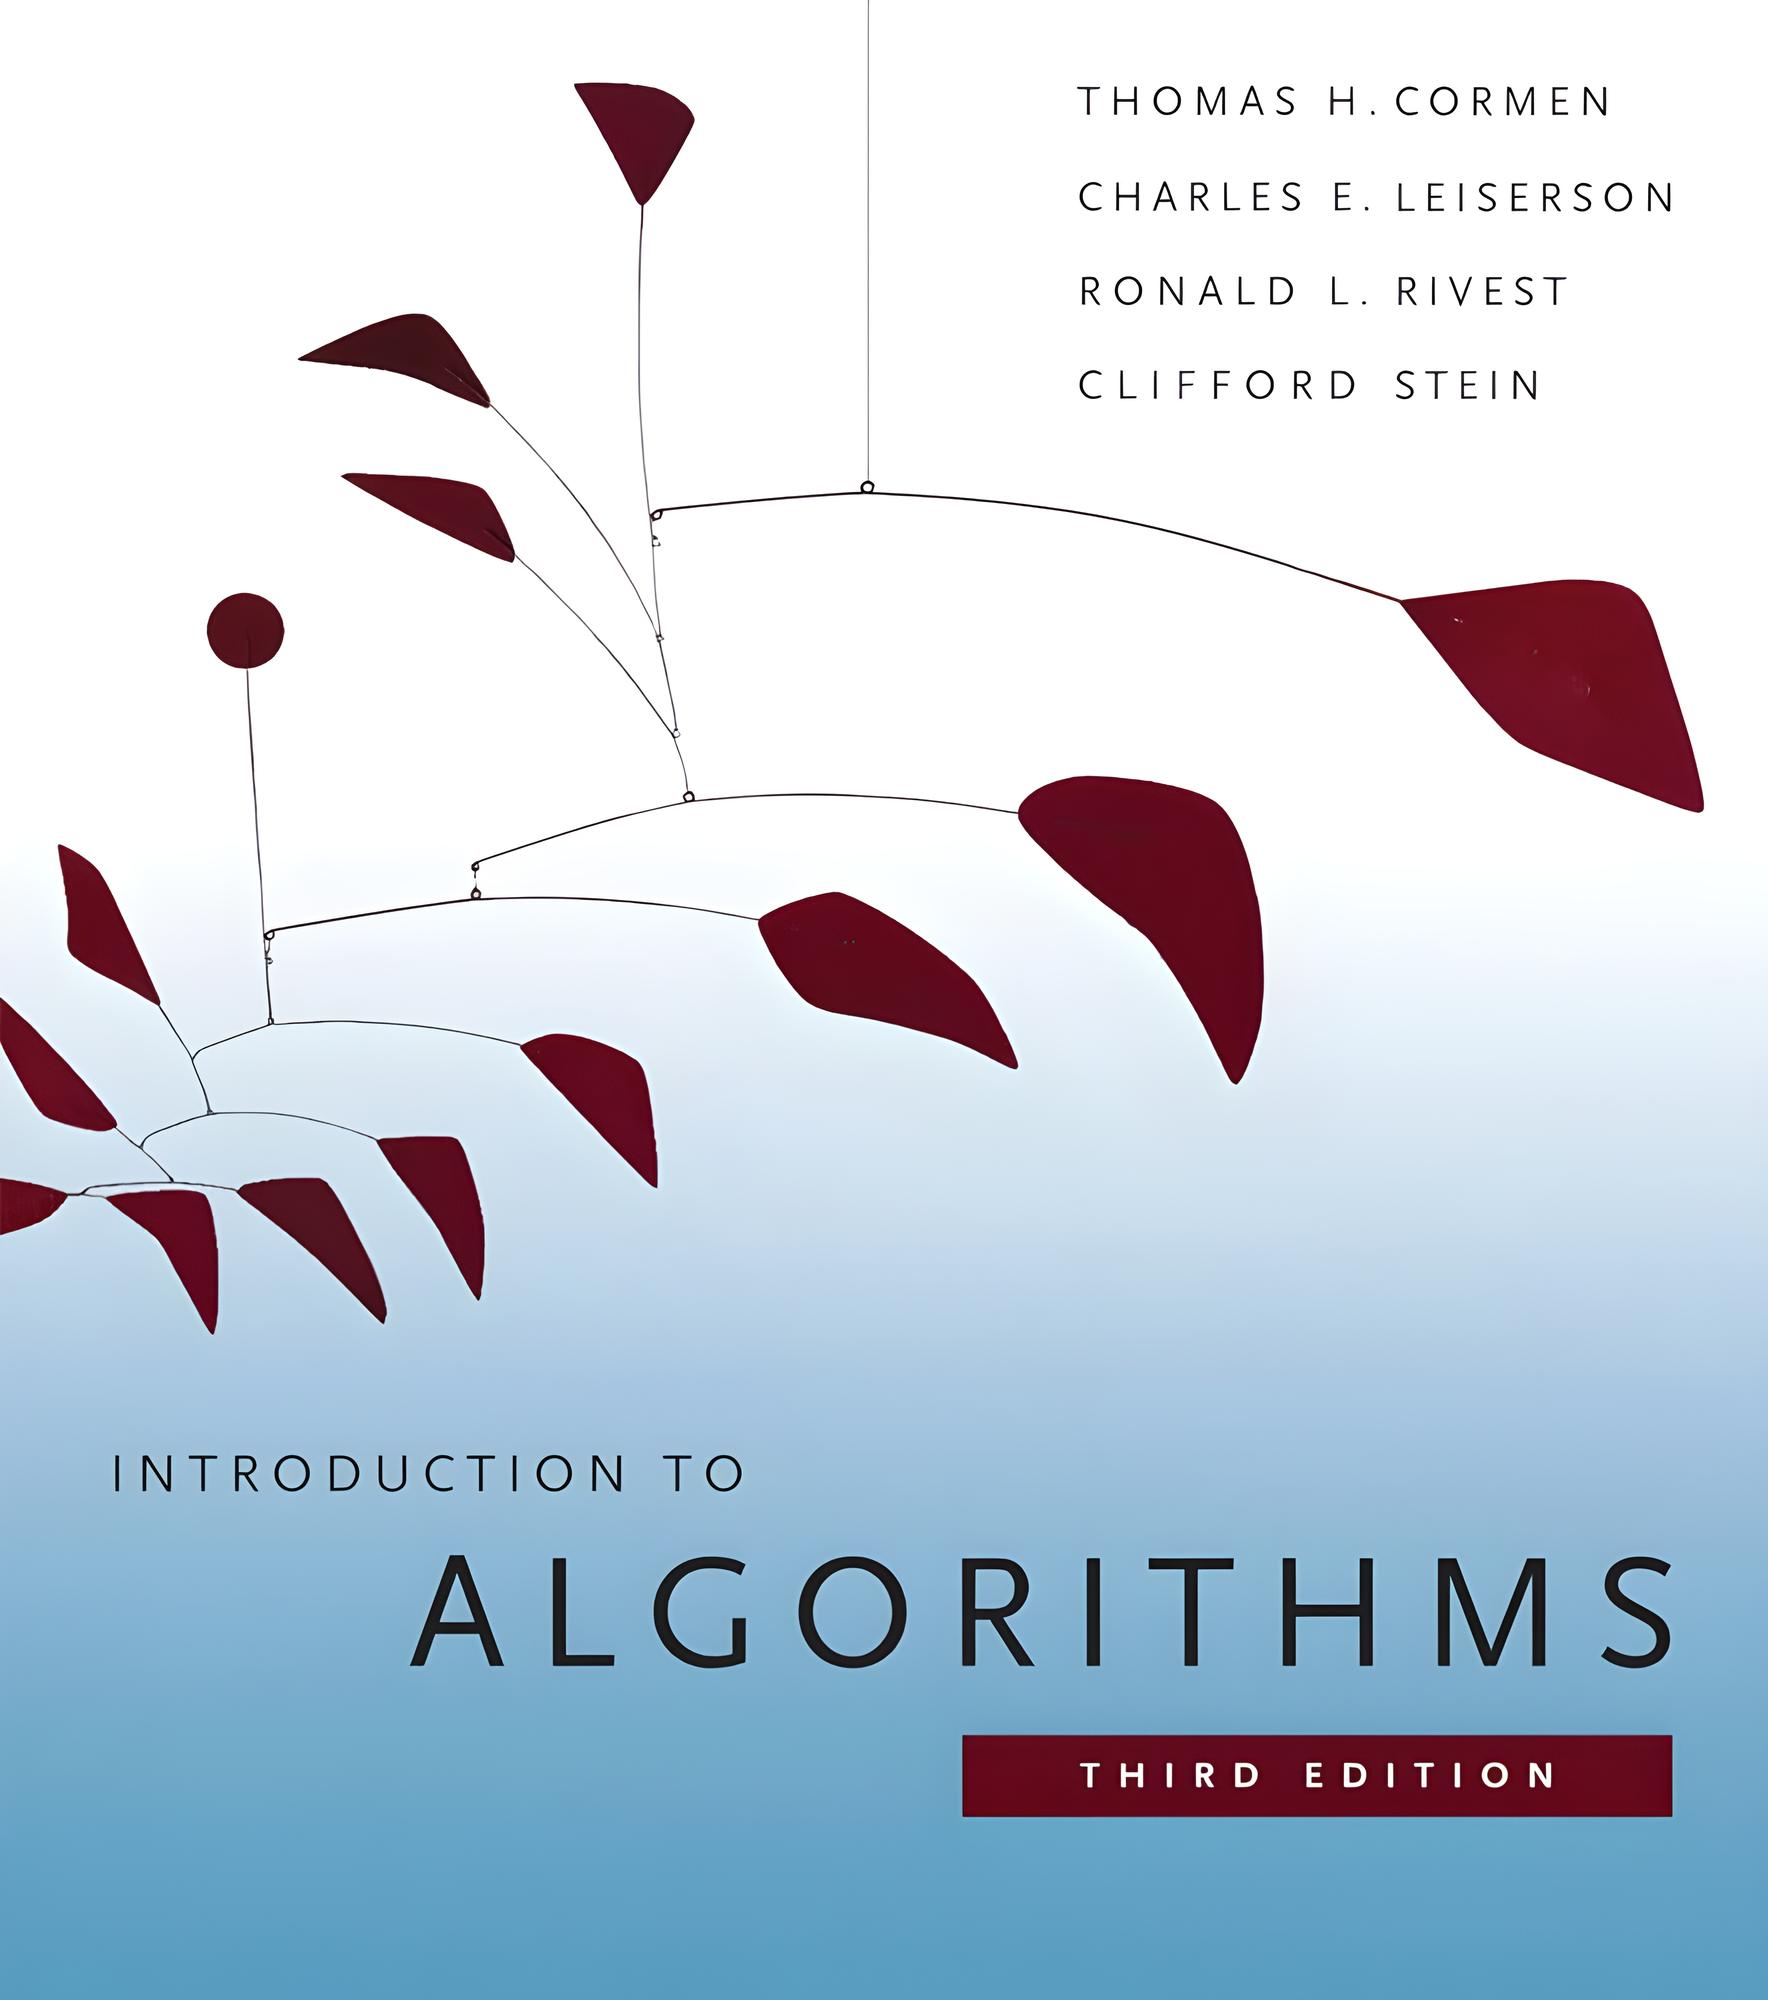 THOMAS H. CORMEN
CHARLES E. LEISERSON
RONALD L. RIVEST
CLIFFORD STEIN
INTRODUCTION TO
ALGORITHMS
THIRD EDITION